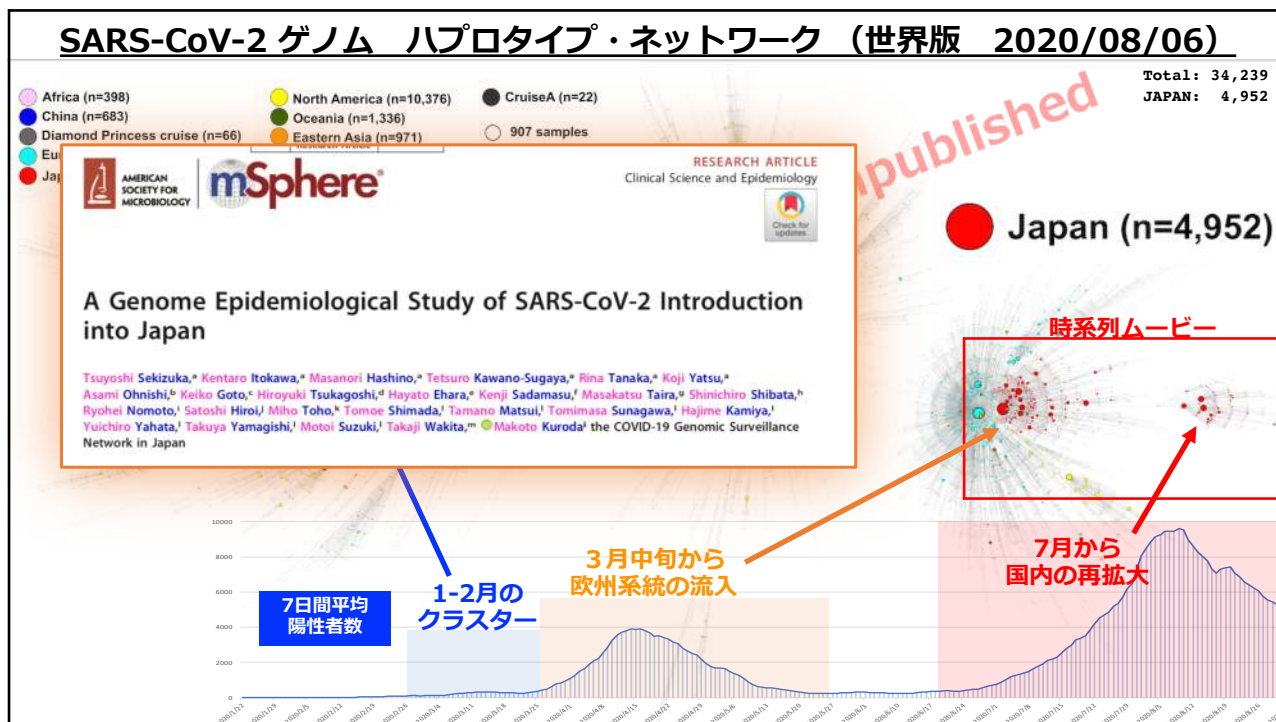 SARS-CoV-2 ゲノム　ハプロタイプ・ネットワーク （世界版　2020/08/06）
Total: 34,239
JAPAN: 4,952
Africa (n=398)
China (n=683)
Diamond Princess cruise (n=66)
North America (n=10,376)
Oceania (n=1,336)
Eastern Asia (n=971)
CruiseA (n=22)
907 samples
AMERICAN
SOCIETY FOR
MICROBIOLOGY
mSphere®
RESEARCH ARTICLE
Clinical Science and Epidemiology
Check for
updates
A Genome Epidemiological Study of SARS-CoV-2 Introduction
into Japan
Tsuyoshi Sekizuka,ᵃ Kentaro Itokawa,ᵃ Masanori Hashino,ᵃ Tetsuro Kawano-Sugaya,ᵃ Rina Tanaka,ᵃ Koji Yatsu,ᵃ
Asami Ohnishi,ᵇ Keiko Goto,ᶜ Hiroyuki Tsukagoshi,ᵈ Hayato Ehara,ᵉ Kenji Sadamasu,ᶠ Masakatsu Taira,ᵍ Shinichiro Shibata,ʰ
Ryohei Nomoto,ⁱ Satoshi Hiroi,ʲ Miho Toho,ᵏ Tomoe Shimada,ˡ Tamano Matsui,ˡ Tomimasa Sunagawa,ˡ Hajime Kamiya,ˡ
Yuichiro Yahata,ˡ Takuya Yamagishi,ˡ Motoi Suzuki,ˡ Takaji Wakita,ᵐ Makoto Kurodaᵃ the COVID-19 Genomic Surveillance
Network in Japan
Japan (n=4,952)
時系列ムービー
7日間平均
陽性者数
1-2月の
クラスター
３月中旬から
欧州系統の流入
7月から
国内の再拡大
10000
8000
6000
4000
2000
0